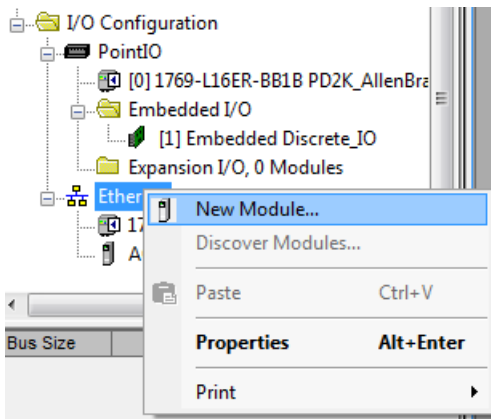 I/O Configuration
PointIO
[0] 1769-L16ER-BB1B PD2K_AllenBra
Embedded I/O
[1] Embedded Discrete_IO
Expansion I/O, 0 Modules
Ether
New Module...
17
Discover Modules...
A
Paste Ctrl+V
Bus Size
Properties Alt+Enter
Print